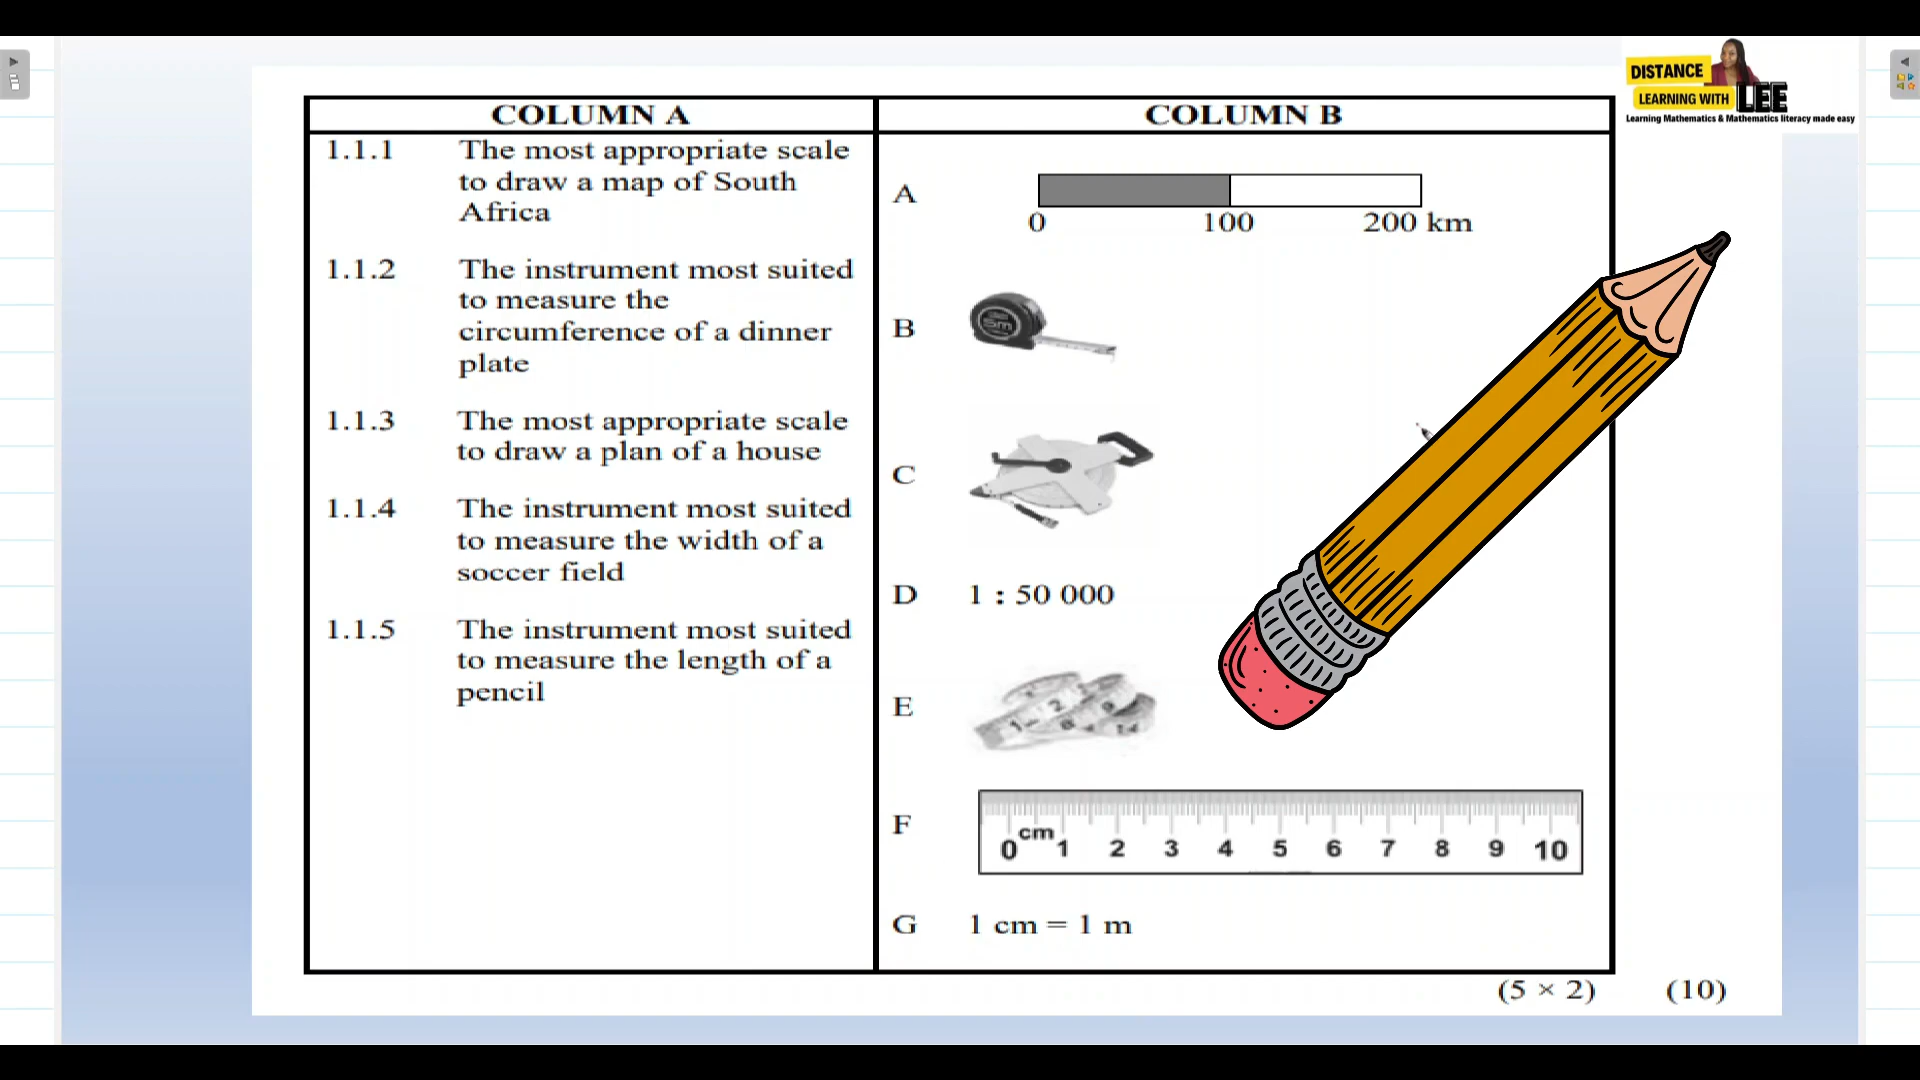 DISTANCE
LEARNING WITH LEE
Learning Mathematics & Mathematics literacy made easy
COLUMN A
1.1.1 The most appropriate scale
to draw a map of South
Africa
1.1.2 The instrument most suited
to measure the
circumference of a dinner
plate
1.1.3 The most appropriate scale
to draw a plan of a house
1.1.4 The instrument most suited
to measure the width of a
soccer field
1.1.5 The instrument most suited
to measure the length of a
pencil
COLUMN B
A
0 100 200 km
B
5m
C
D 1 : 50 000
E
1 2
F
cm
0 1 2 3 4 5 6 7 8 9 10
G 1 cm = 1 m
(5 × 2) (10)